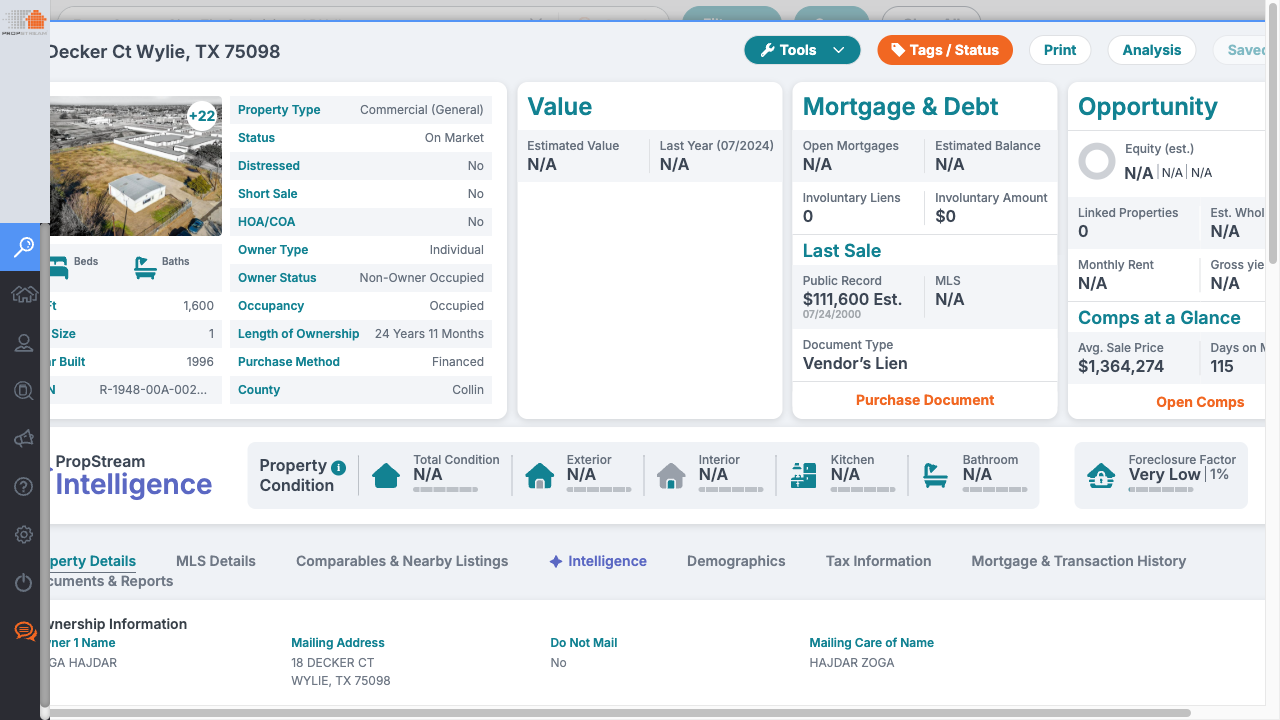 PROPSTREAM
Decker Ct Wylie, TX 75098
Tools
Tags / Status
Print
Analysis
Saved
+22
Beds
Baths
Ft 1,600
Size 1
r Built 1996
N R-1948-00A-002...
Property Type Commercial (General)
Status On Market
Distressed No
Short Sale No
HOA/COA No
Owner Type Individual
Owner Status Non-Owner Occupied
Occupancy Occupied
Length of Ownership 24 Years 11 Months
Purchase Method Financed
County Collin
Value
Estimated Value Last Year (07/2024)
N/A N/A
Mortgage & Debt
Open Mortgages Estimated Balance
N/A N/A
Involuntary Liens Involuntary Amount
0 $0
Last Sale
Public Record MLS
$111,600 Est. N/A
07/24/2000
Document Type
Vendor's Lien
Purchase Document
Opportunity
Equity (est.)
N/A N/A N/A
Linked Properties Est. Whol
0 N/A
Monthly Rent Gross yie
N/A N/A
Comps at a Glance
Avg. Sale Price Days on M
$1,364,274 115
Open Comps
PropStream
Intelligence
Property
Condition
Total Condition
N/A
Exterior
N/A
Interior
N/A
Kitchen
N/A
Bathroom
N/A
Foreclosure Factor
Very Low 1%
perty Details MLS Details Comparables & Nearby Listings Intelligence Demographics Tax Information Mortgage & Transaction History
cuments & Reports
wnership Information
wner 1 Name Mailing Address Do Not Mail Mailing Care of Name
GA HAJDAR 18 DECKER CT No HAJDAR ZOGA
WYLIE, TX 75098